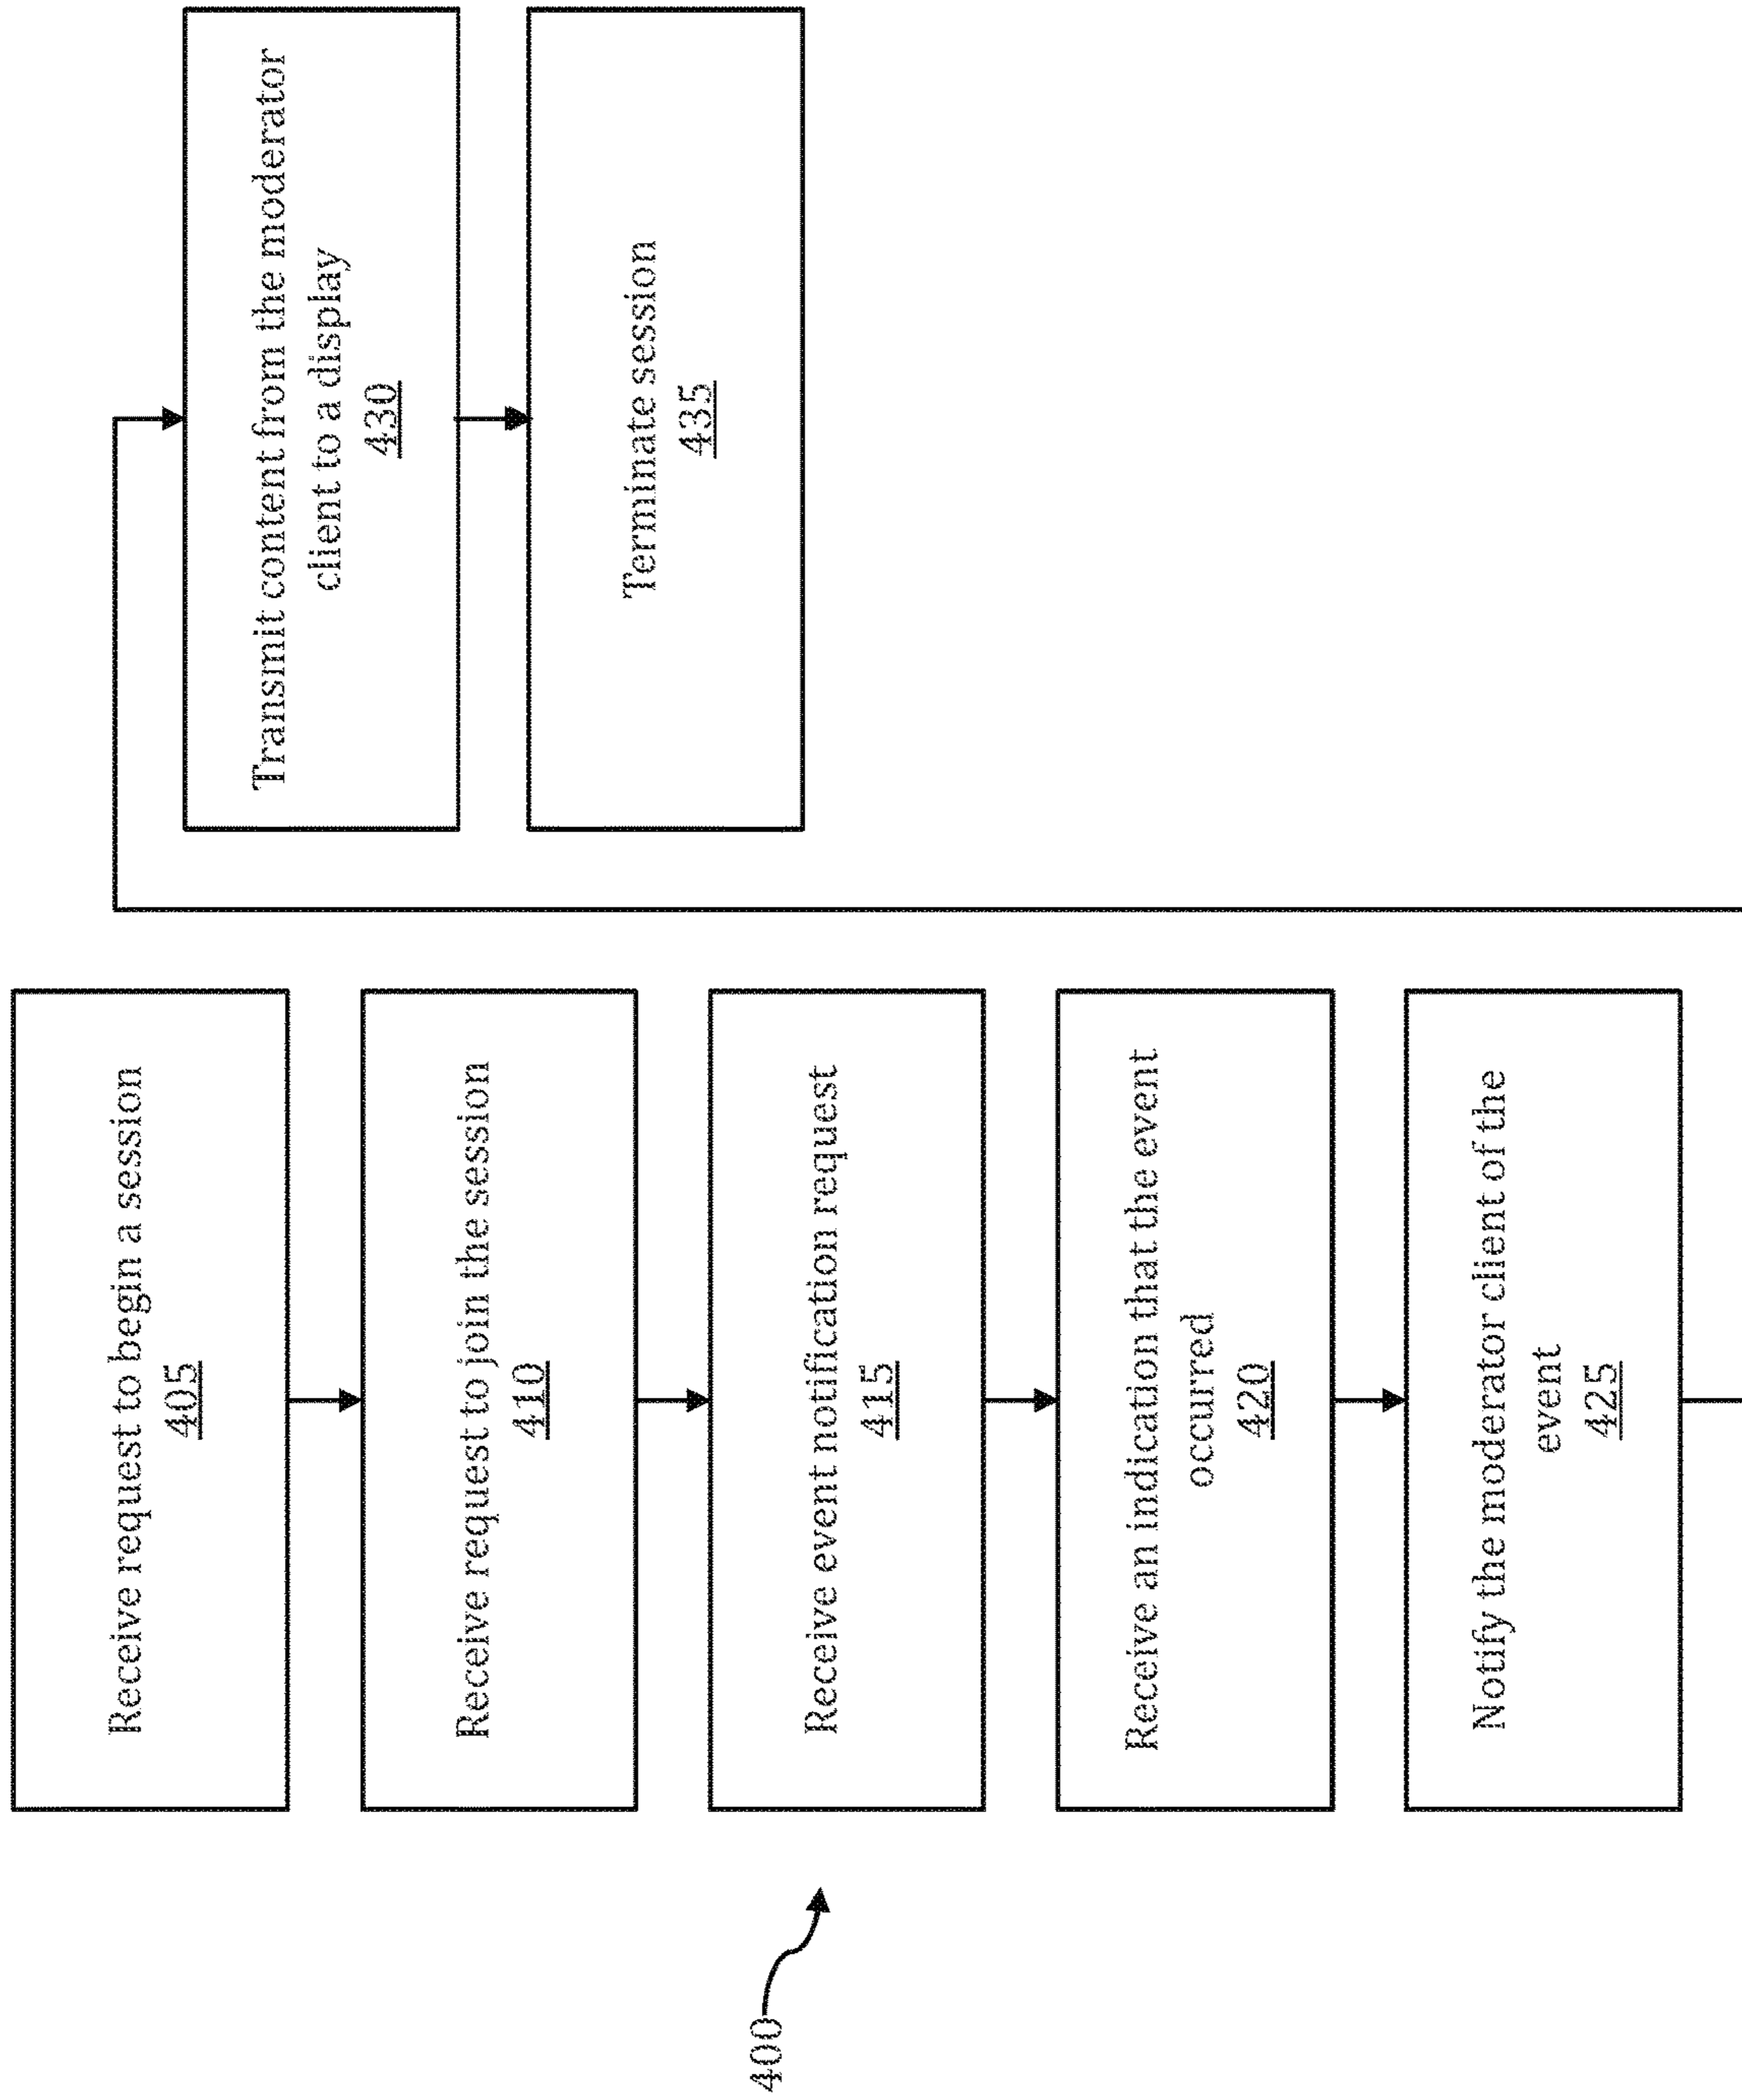 400
Receive request to begin a session
405
Receive request to join the session
410
Receive event notification request
415
Receive an indication that the event
occurred
420
Notify the moderator client of the
event
425
Transmit content from the moderator
client to a display
430
Terminate session
435